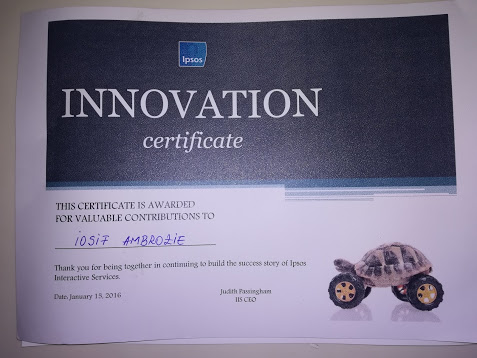 Ipsos
INNOVATION
certificate
THIS CERTIFICATE IS AWARDED
FOR VALUABLE CONTRIBUTIONS TO
iOSif AMBROZIE
Thank you for being together in continuing to build the success story of Ipsos
Interactive Services.
Date, January 15, 2016
Judith Passingham
IIS CEO